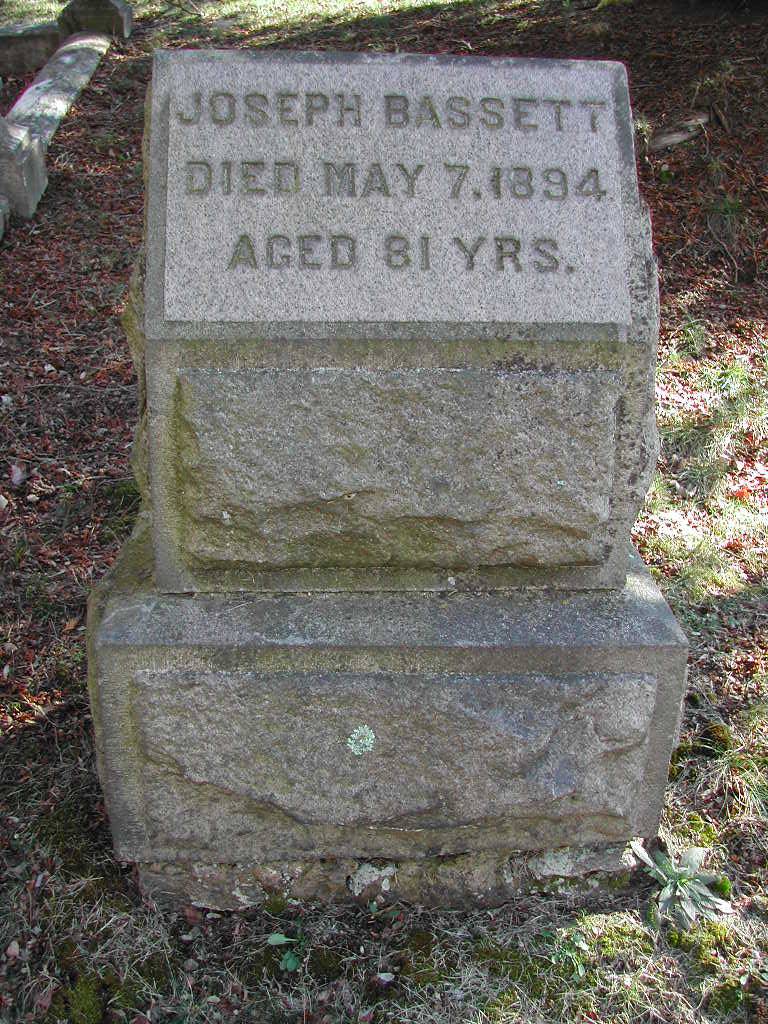 JOSEPH BASSETT
DIED MAY 7. 1894
AGED 81 YRS.